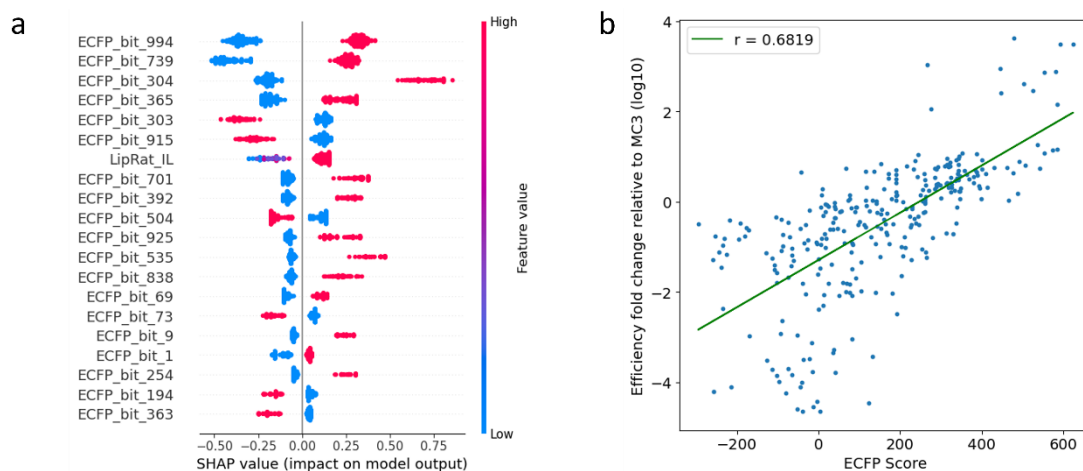 a
High
ECFP_bit_994
ECFP_bit_739
ECFP_bit_304
ECFP_bit_365
ECFP_bit_303
ECFP_bit_915
LipRat_IL
ECFP_bit_701
ECFP_bit_392
ECFP_bit_504
ECFP_bit_925
ECFP_bit_535
ECFP_bit_838
ECFP_bit_69
ECFP_bit_73
ECFP_bit_9
ECFP_bit_1
ECFP_bit_254
ECFP_bit_194
ECFP_bit_363
Feature value
Low
−0.50 −0.25 0.00 0.25 0.50 0.75
SHAP value (impact on model output)
b
r = 0.6819
Efficiency fold change relative to MC3 (log10)
4
2
0
−2
−4
−200 0 200 400 600
ECFP Score